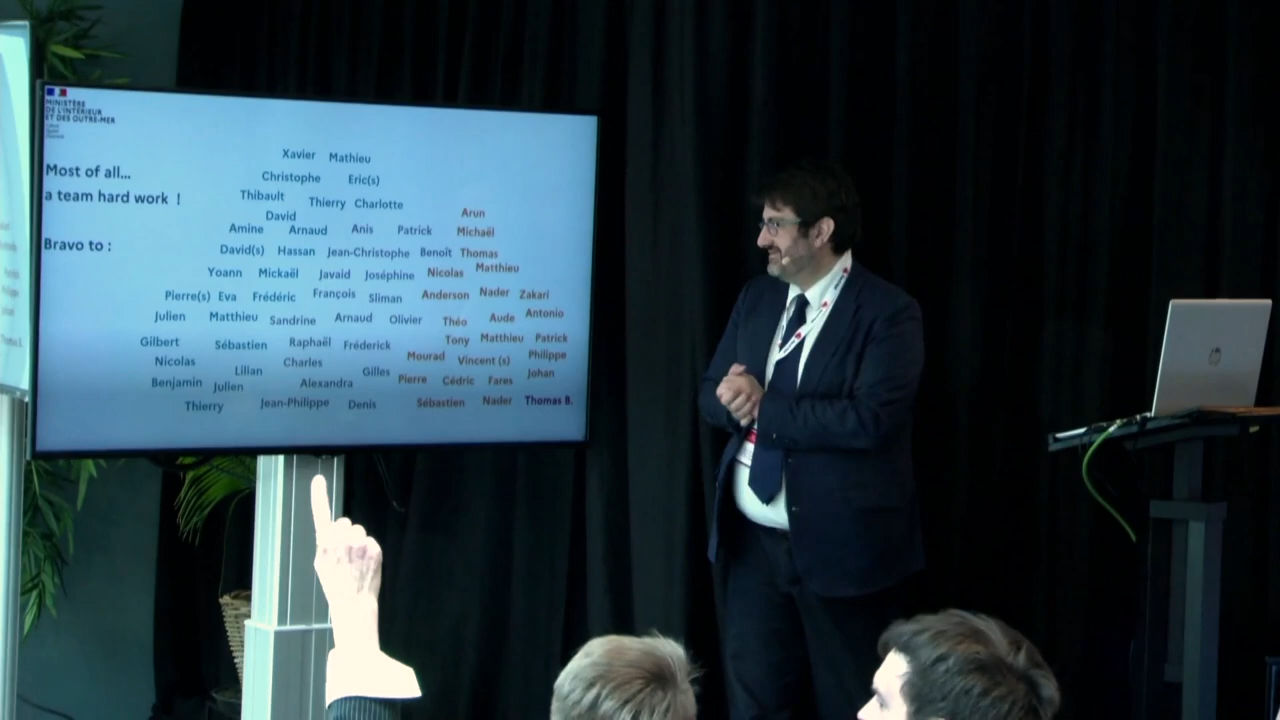 MINISTÈRE
DE L'INTÉRIEUR
ET DES OUTRE-MER
Most of all...
a team hard work !
Bravo to :
Xavier Mathieu
Christophe Eric(s)
Thibault Thierry Charlotte
David Arun
Amine Arnaud Anis Patrick Michaël
David(s) Hassan Jean-Christophe Benoît Thomas
Yoann Mickaël Javaid Joséphine Nicolas Matthieu
Pierre(s) Eva Frédéric François Sliman Anderson Nader Zakari
Julien Matthieu Sandrine Arnaud Olivier Théo Aude Antonio
Gilbert Sébastien Raphaël Fréderick Tony Matthieu Patrick
Nicolas Lilian Charles Gilles Mourad Vincent (s) Philippe
Benjamin Julien Alexandra Pierre Cédric Fares Johan
Thierry Jean-Philippe Denis Sébastien Nader Thomas B.